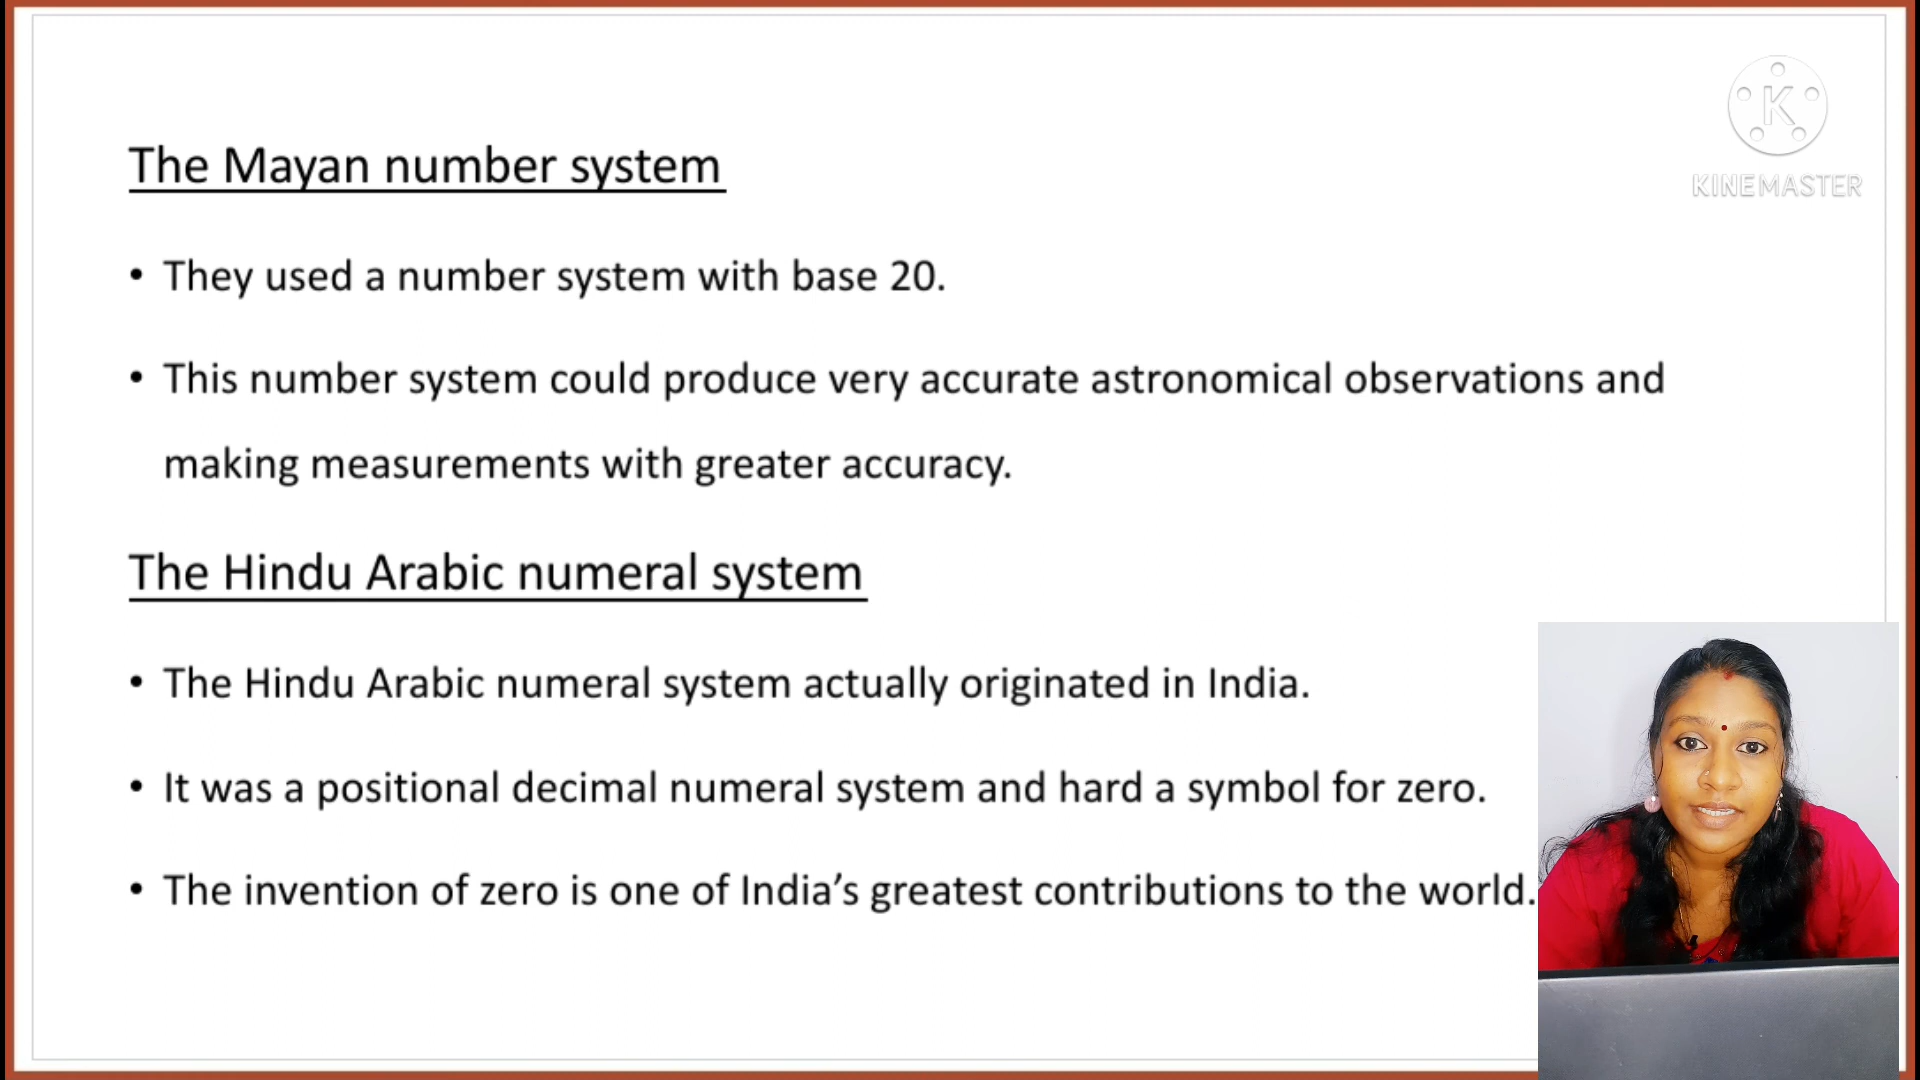 K
KINEMASTER
The Mayan number system
• They used a number system with base 20.
• This number system could produce very accurate astronomical observations and
making measurements with greater accuracy.
The Hindu Arabic numeral system
• The Hindu Arabic numeral system actually originated in India.
• It was a positional decimal numeral system and hard a symbol for zero.
• The invention of zero is one of India’s greatest contributions to the world.